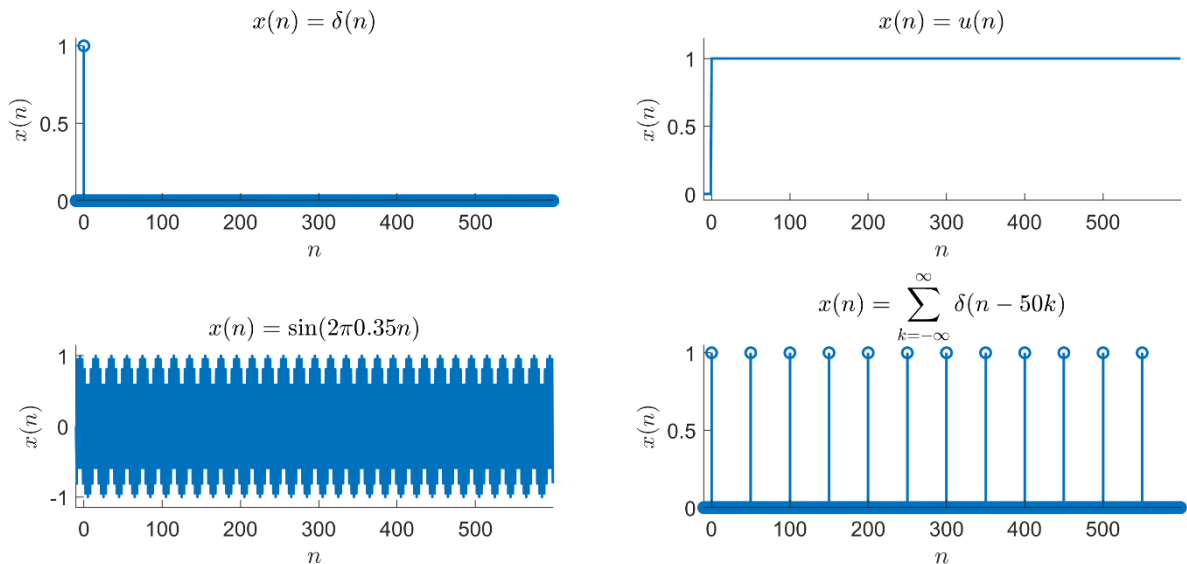 x(n) = δ(n)
1
0.5
0
x(n)
0 100 200 300 400 500
n
x(n) = u(n)
1
0.5
0
x(n)
0 100 200 300 400 500
n
x(n) = sin(2π0.35n)
1
0
-1
x(n)
0 100 200 300 400 500
n
∞
x(n) = ∑ δ(n − 50k)
k=−∞
1
0.5
0
x(n)
0 100 200 300 400 500
n